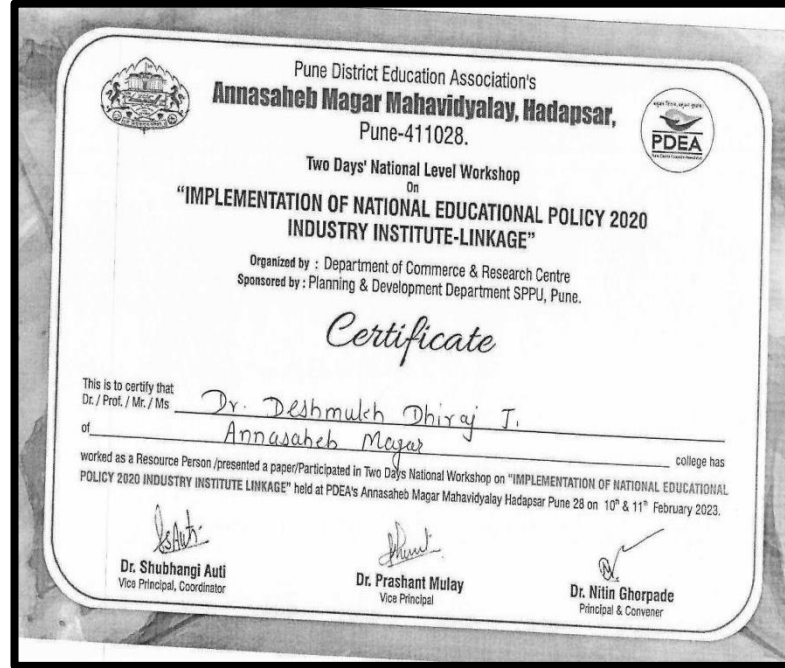 Pune District Education Association's
Annasaheb Magar Mahavidyalay, Hadapsar,
Pune-411028.
PDEA
Two Days' National Level Workshop
On
"IMPLEMENTATION OF NATIONAL EDUCATIONAL POLICY 2020
INDUSTRY INSTITUTE-LINKAGE"
Organized by : Department of Commerce & Research Centre
Sponsored by : Planning & Development Department SPPU, Pune.
Certificate
This is to certify that
Dr. / Prof. / Mr. / Ms Dr. Deshmukh Dhiraj J.
of Annasaheb Magar college has
worked as a Resource Person /presented a paper/Participated in Two Days National Workshop on "IMPLEMENTATION OF NATIONAL EDUCATIONAL
POLICY 2020 INDUSTRY INSTITUTE LINKAGE" held at PDEA's Annasaheb Magar Mahavidyalay Hadapsar Pune 28 on 10th & 11th February 2023.
Dr. Shubhangi Auti
Vice Principal, Coordinator
Dr. Prashant Mulay
Vice Principal
Dr. Nitin Ghorpade
Principal & Convener